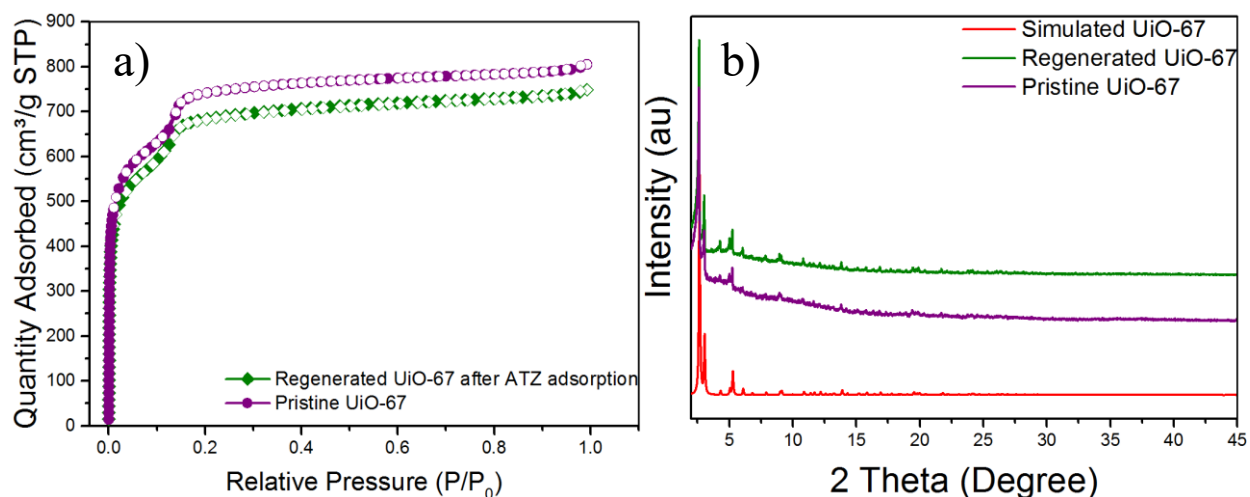 a)
Quantity Adsorbed (cm³/g STP)
900
800
700
600
500
400
300
200
100
0
Regenerated UiO-67 after ATZ adsorption
Pristine UiO-67
0.0 0.2 0.4 0.6 0.8 1.0
Relative Pressure (P/P₀)
b)
Simulated UiO-67
Regenerated UiO-67
Pristine UiO-67
Intensity (au)
5 10 15 20 25 30 35 40 45
2 Theta (Degree)